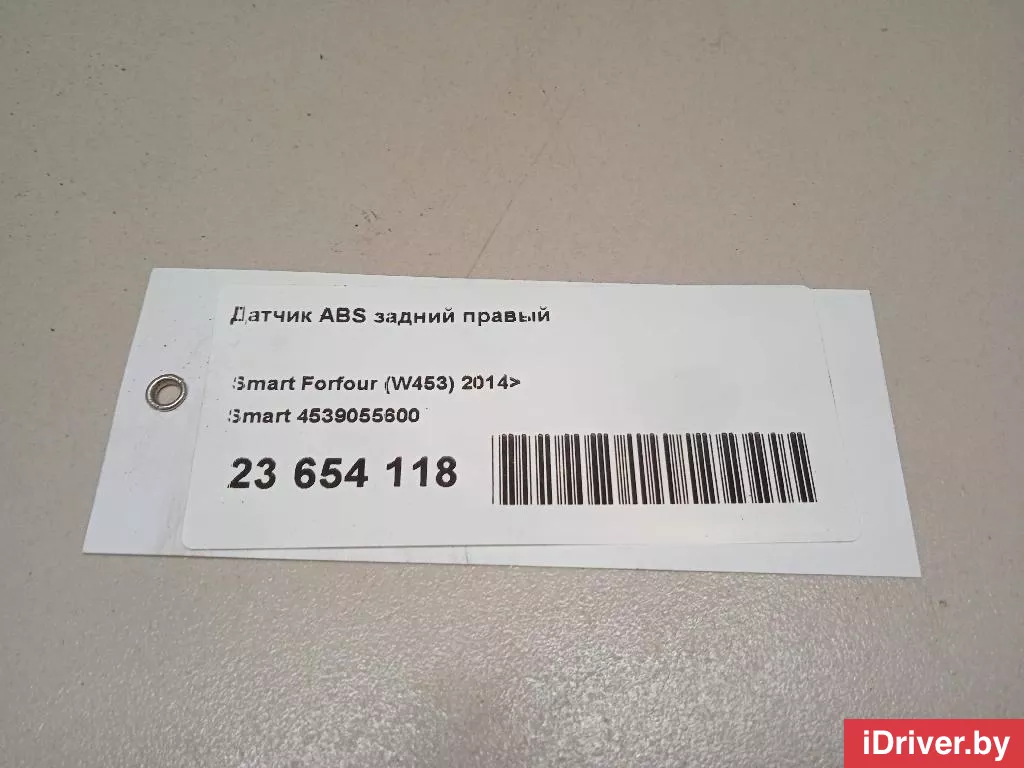 Датчик ABS задний правый
Smart Forfour (W453) 2014>
Smart 4539055600
23 654 118
iDriver.by